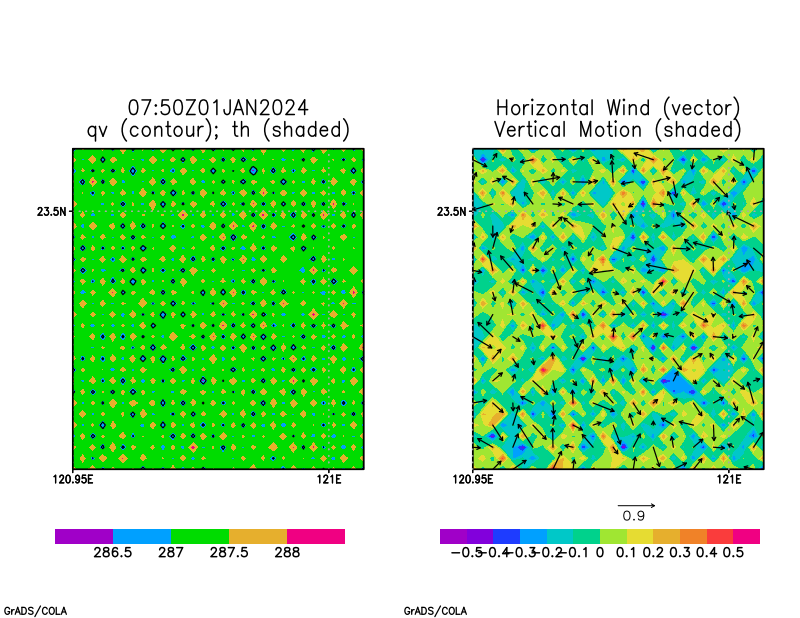 07:50Z01JAN2024
qv (contour); th (shaded)
23.5N
120.95E 121E
286.5 287 287.5 288
Horizontal Wind (vector)
Vertical Motion (shaded)
23.5N
120.95E 121E
0.9
-0.5 -0.4 -0.3 -0.2 -0.1 0 0.1 0.2 0.3 0.4 0.5
GrADS/COLA GrADS/COLA